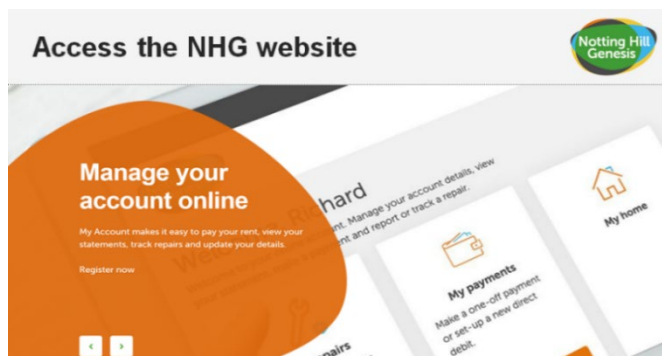 Access the NHG website
Notting Hill
Genesis
Manage your
account online
My Account makes it easy to pay your rent, view your
statements, track repairs and update your details.
Register now
Richard
Manage your account details, view
and report or track a repair.
My home
My payments
Make a one-off payment
or set-up a new direct
debit.